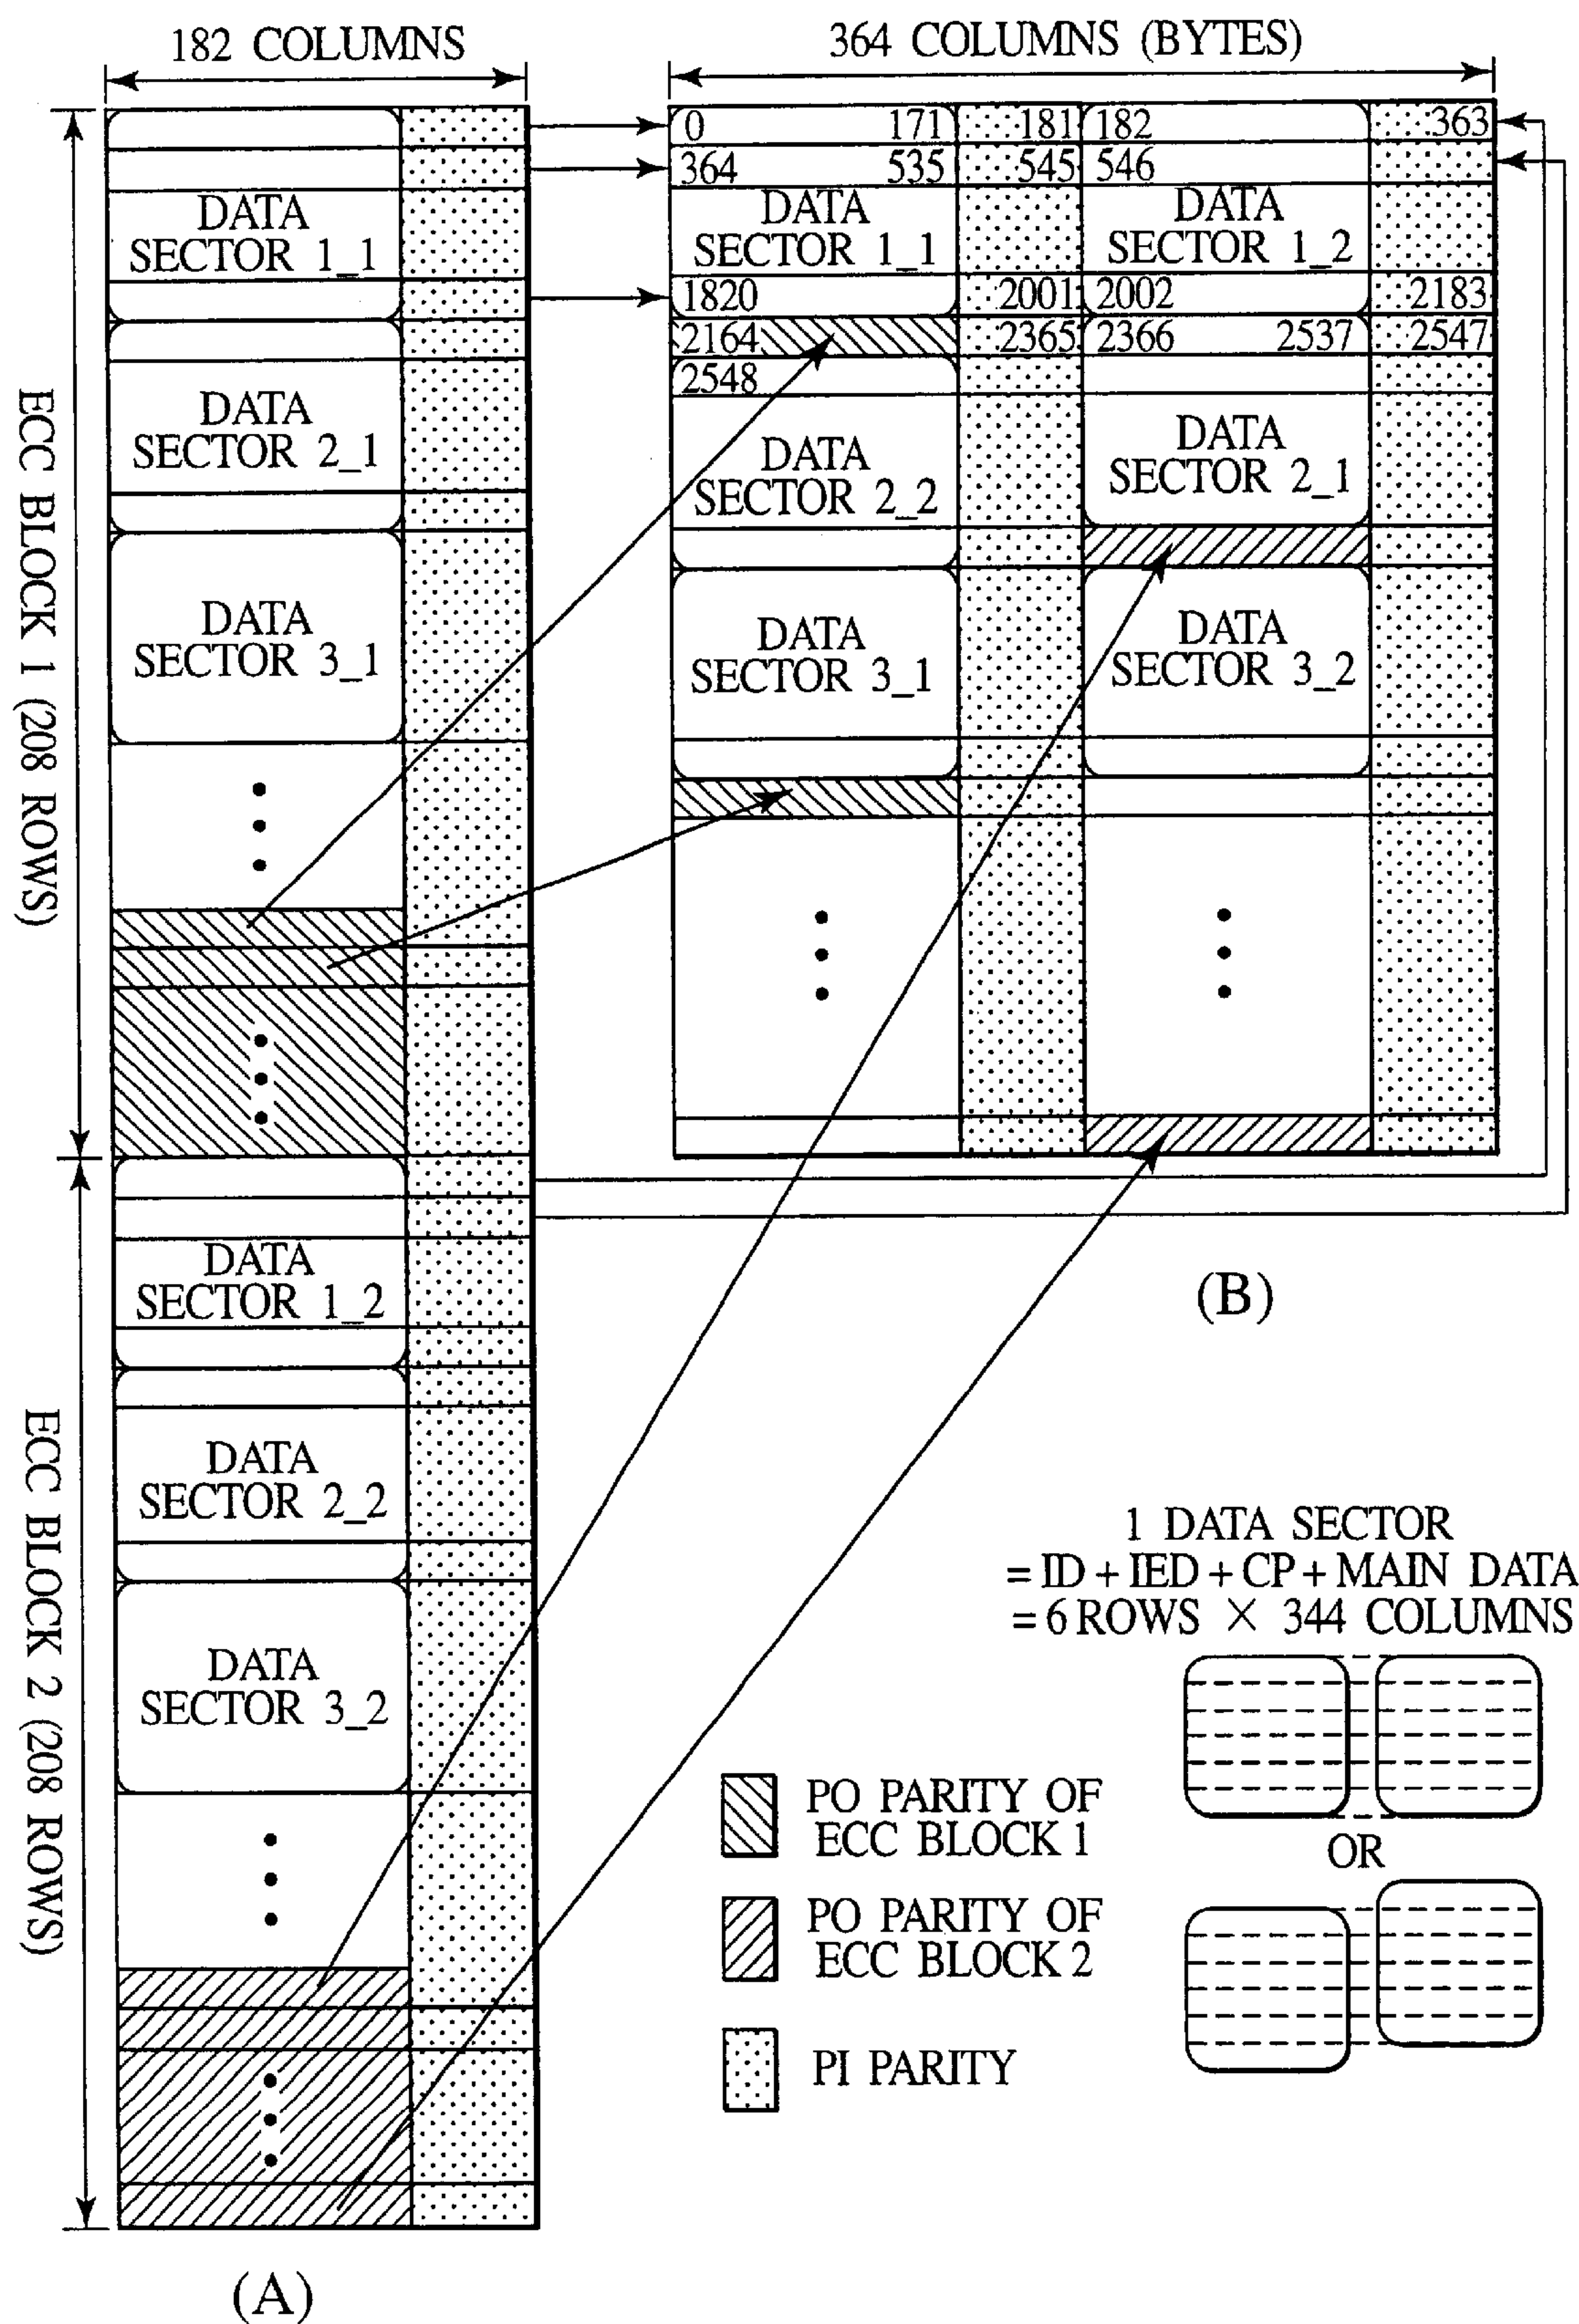 182 COLUMNS
364 COLUMNS (BYTES)
ECC BLOCK 1 (208 ROWS)
DATA
SECTOR 1_1
DATA
SECTOR 2_1
DATA
SECTOR 3_1
ECC BLOCK 2 (208 ROWS)
DATA
SECTOR 1_2
DATA
SECTOR 2_2
DATA
SECTOR 3_2
(A)
0 171 181 182 363
364 535 545 546
DATA
SECTOR 1_1
DATA
SECTOR 1_2
1820 2001 2002 2183
2164 2365 2366 2537 2547
2548
DATA
SECTOR 2_2
DATA
SECTOR 2_1
DATA
SECTOR 3_1
DATA
SECTOR 3_2
(B)
1 DATA SECTOR
= ID + IED + CP + MAIN DATA
= 6 ROWS × 344 COLUMNS
OR
PO PARITY OF
ECC BLOCK 1
PO PARITY OF
ECC BLOCK 2
PI PARITY